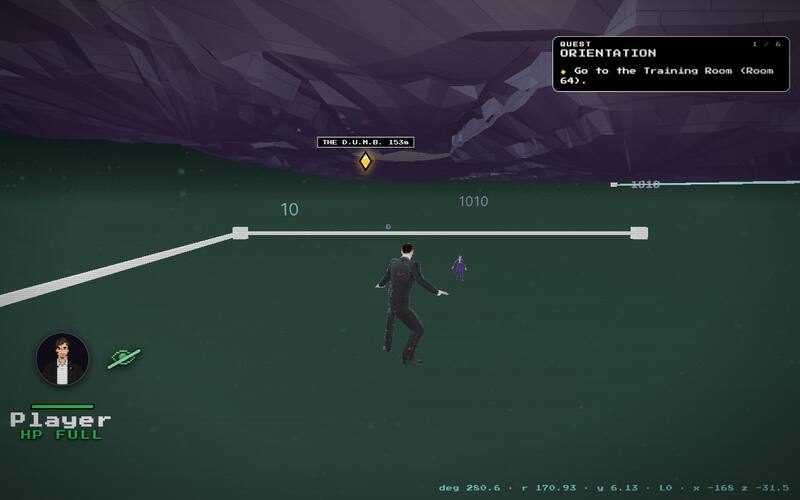 QUEST
1 / 6
ORIENTATION
Go to the Training Room (Room
64).
THE D.U.M.B. 153m
1010
10
1010
Player
HP FULL
deg 280.6 · r 170.93 · y 6.13 · L0 · x -168 z -31.5